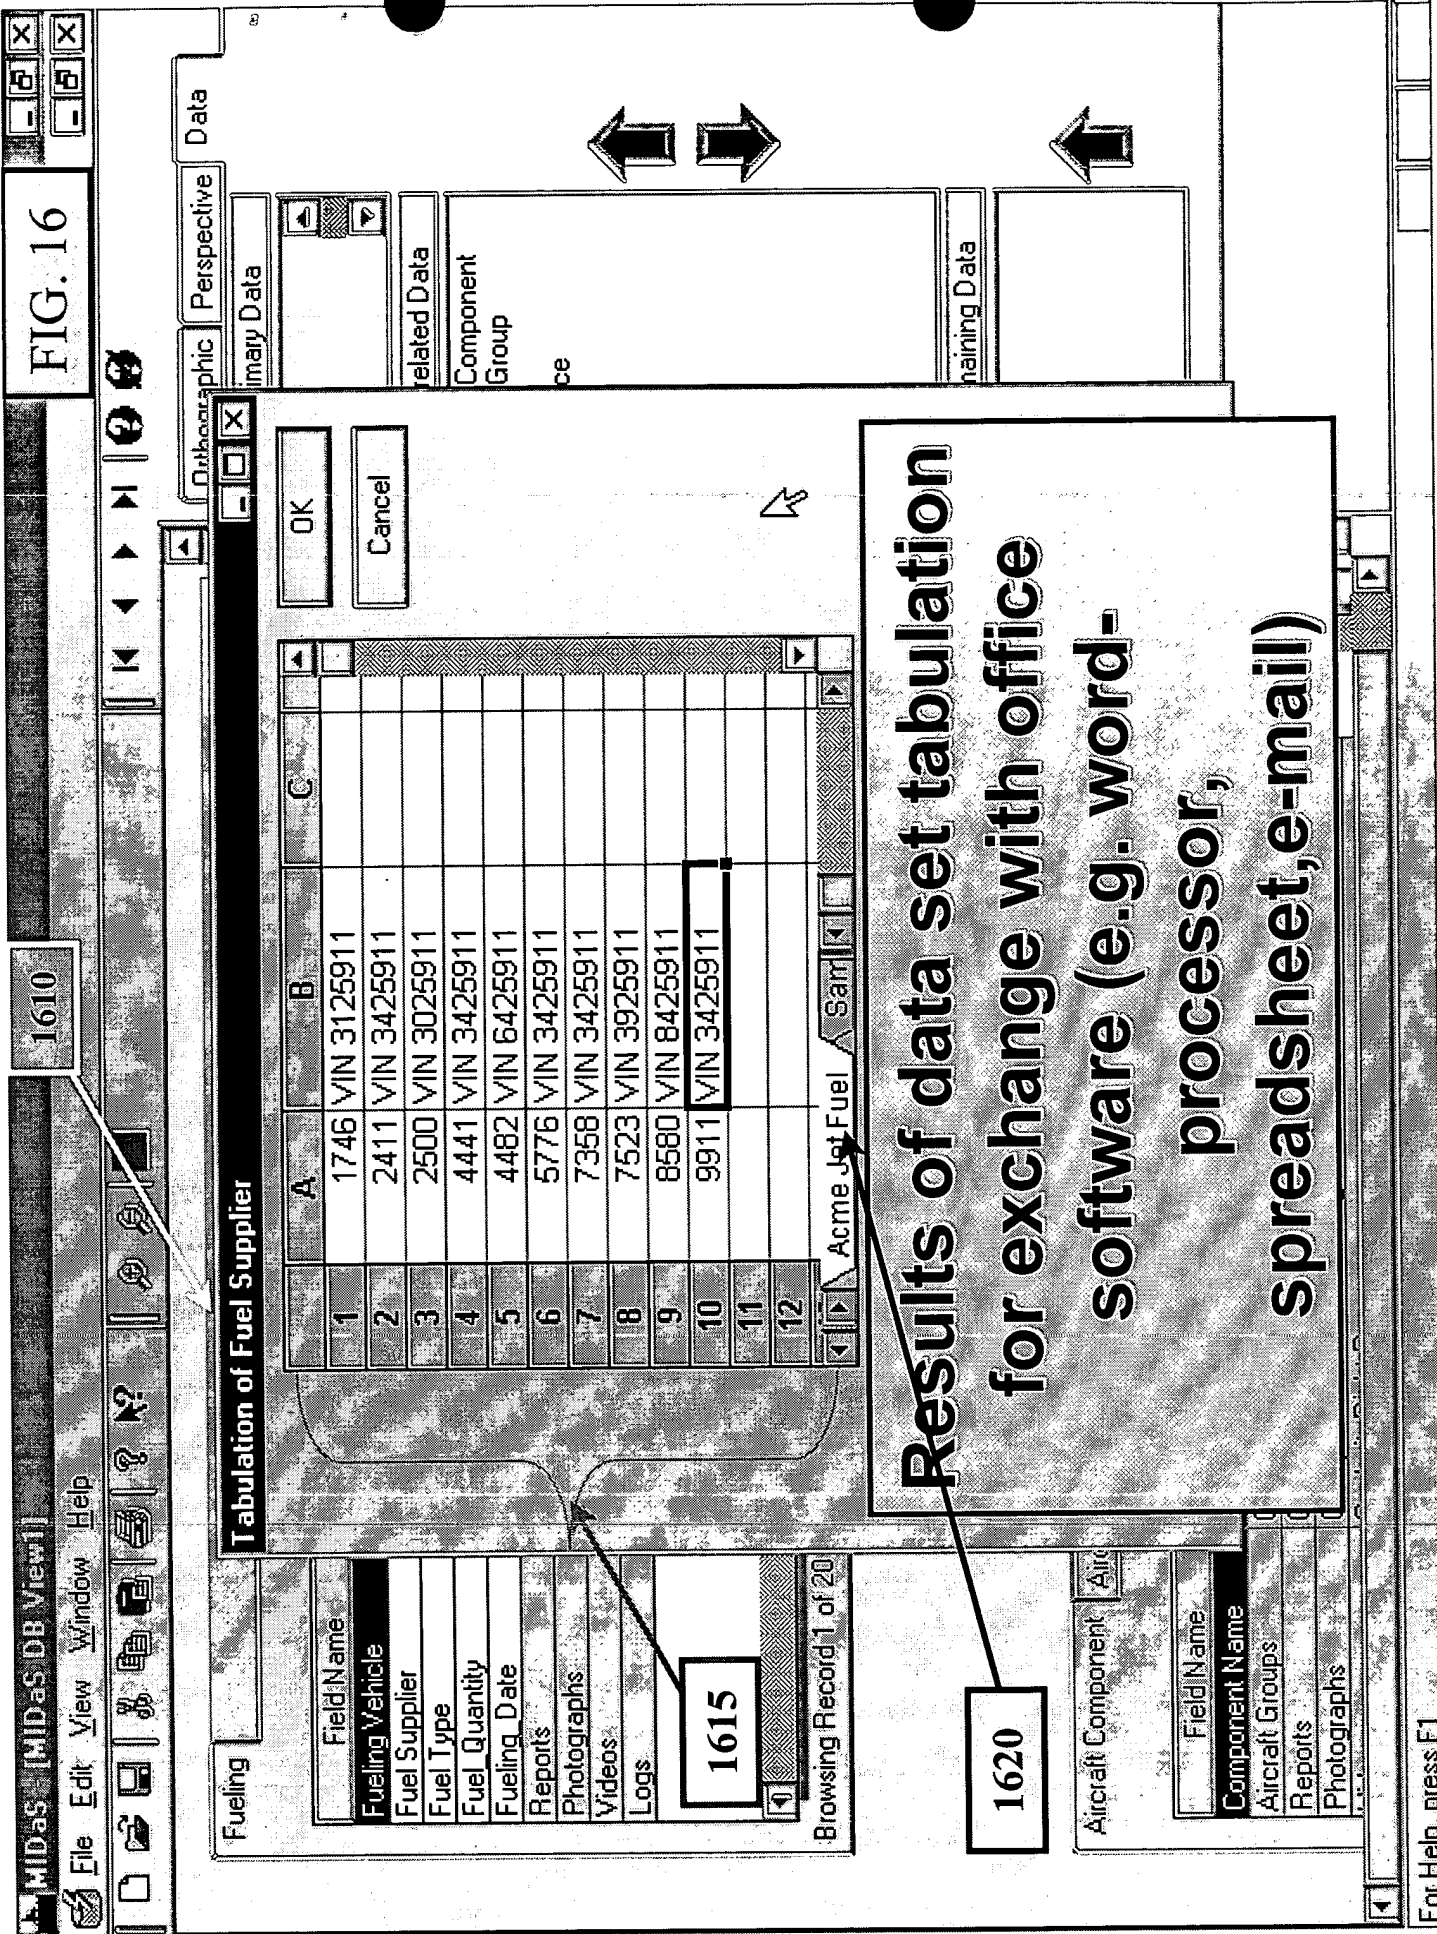 FIG. 16
MIDaS - [MIDaS DB View1]
1610
File Edit View Window Help
Orthographic Perspective Data
Fueling
Field Name
Fueling Vehicle
Fuel Supplier
Fuel Type
Fuel_Quantity
Fueling_Date
Reports
Photographs
Videos
Logs
Browsing Record 1 of 20
Tabulation of Fuel Supplier
A B C
1 1746 VIN 3125911
2 2411 VIN 3425911
3 2500 VIN 3025911
4 4441 VIN 3425911
5 4482 VIN 6425911
6 5776 VIN 3425911
7 7358 VIN 3425911
8 7523 VIN 3925911
9 8580 VIN 8425911
10 9911 VIN 3425911
11
12
Acme Jet Fuel Sam
OK
Cancel
imary Data
related Data
Component
Group
ce
naining Data
1615
1620
Results of data set tabulation
for exchange with office
software (e.g. word-
processor,
spreadsheet,e-mail)
Aircraft Component Airc
Field Name
Component Name
Aircraft Groups
Reports
Photographs
For Help, press F1